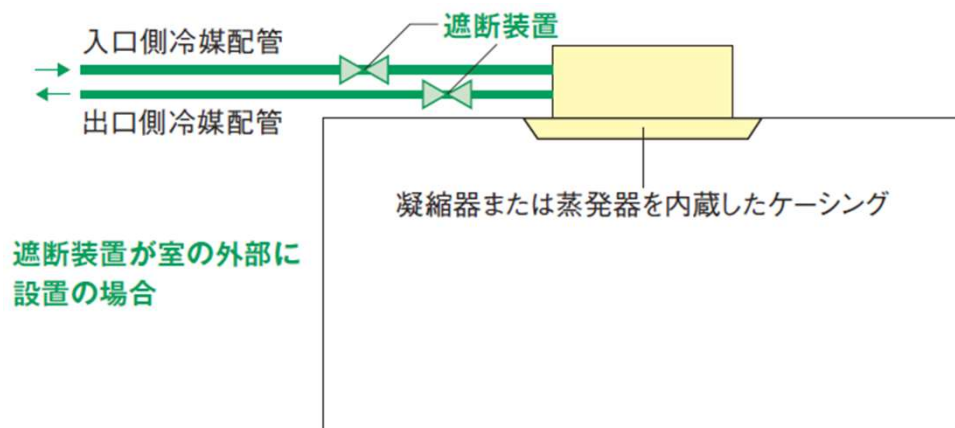 入口側冷媒配管
遮断装置
出口側冷媒配管
凝縮器または蒸発器を内蔵したケーシング
遮断装置が室の外部に
設置の場合